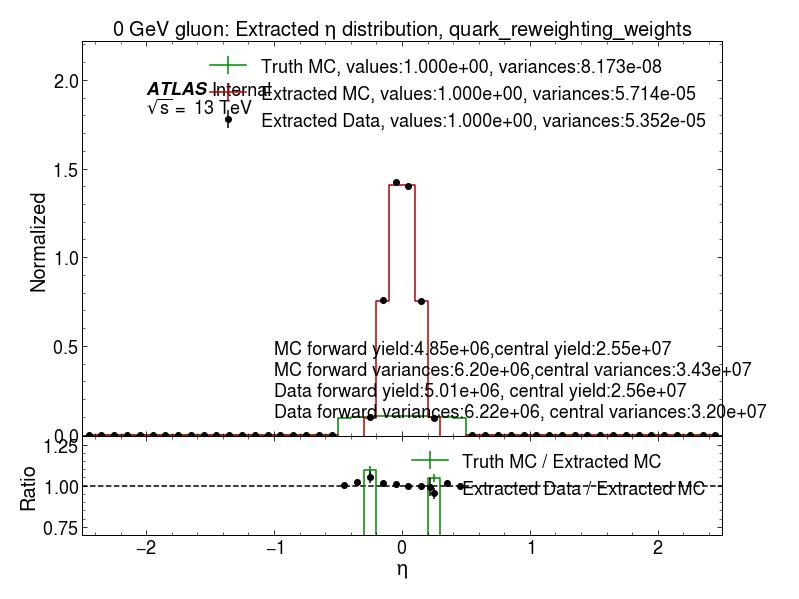 0 GeV gluon: Extracted η distribution, quark_reweighting_weights
Truth MC, values:1.000e+00, variances:8.173e-08
ATLAS Internal
Extracted MC, values:1.000e+00, variances:5.714e-05
√s = 13 TeV
Extracted Data, values:1.000e+00, variances:5.352e-05
2.0
1.5
1.0
0.5
0.0
Normalized
MC forward yield:4.85e+06,central yield:2.55e+07
MC forward variances:6.20e+06,central variances:3.43e+07
Data forward yield:5.01e+06, central yield:2.56e+07
Data forward variances:6.22e+06, central variances:3.20e+07
1.25
1.00
0.75
Ratio
Truth MC / Extracted MC
Extracted Data / Extracted MC
−2 −1 0 1 2
η